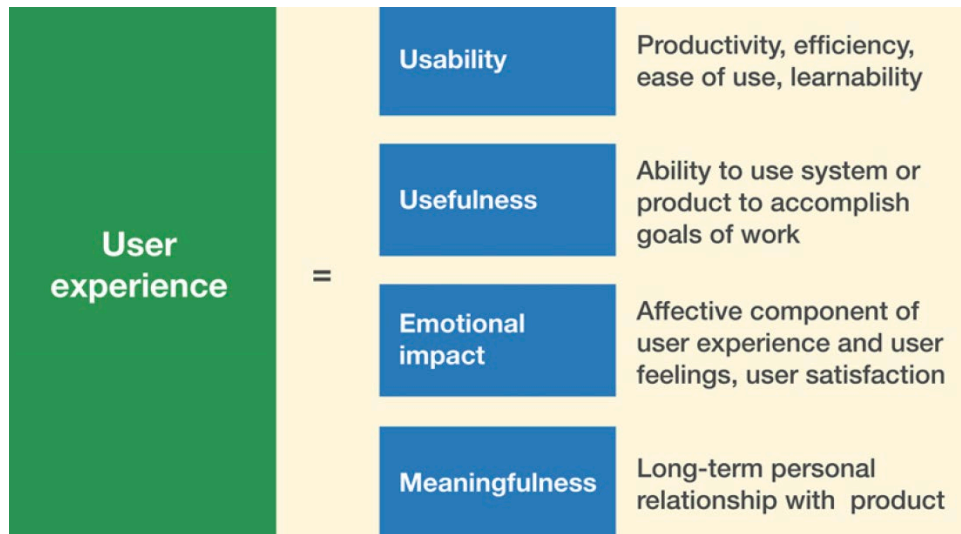 User
experience
=
Usability
Productivity, efficiency,
ease of use, learnability
Usefulness
Ability to use system or
product to accomplish
goals of work
Emotional
impact
Affective component of
user experience and user
feelings, user satisfaction
Meaningfulness
Long-term personal
relationship with product